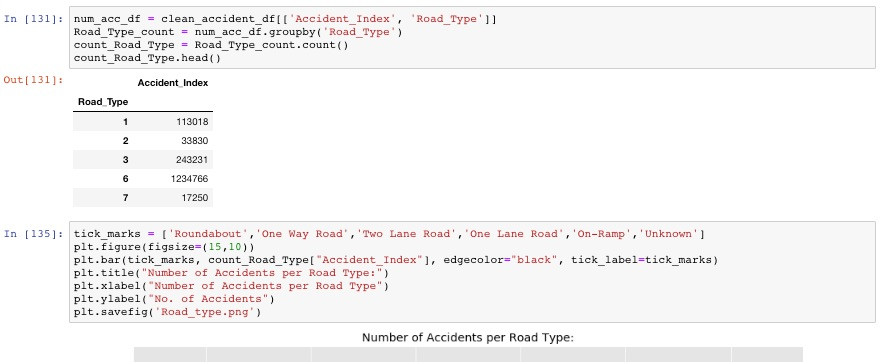 In [131]: num_acc_df = clean_accident_df[['Accident_Index', 'Road_Type']]
Road_Type_count = num_acc_df.groupby('Road_Type')
count_Road_Type = Road_Type_count.count()
count_Road_Type.head()
Out[131]:
Accident_Index
Road_Type
1 113018
2 33830
3 243231
6 1234766
7 17250
In [135]: tick_marks = ['Roundabout','One Way Road','Two Lane Road','One Lane Road','On-Ramp','Unknown']
plt.figure(figsize=(15,10))
plt.bar(tick_marks, count_Road_Type["Accident_Index"], edgecolor="black", tick_label=tick_marks)
plt.title("Number of Accidents per Road Type:")
plt.xlabel("Number of Accidents per Road Type")
plt.ylabel("No. of Accidents")
plt.savefig('Road_type.png')
Number of Accidents per Road Type: